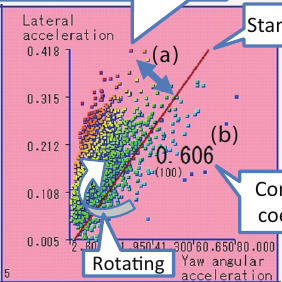 Lateral
acceleration
Stan
0.418
(a)
0.315
(b)
0.212
0.606
(100)
0.108
Cor
coe
0.005
Rotating
Yaw angular
acceleration
5